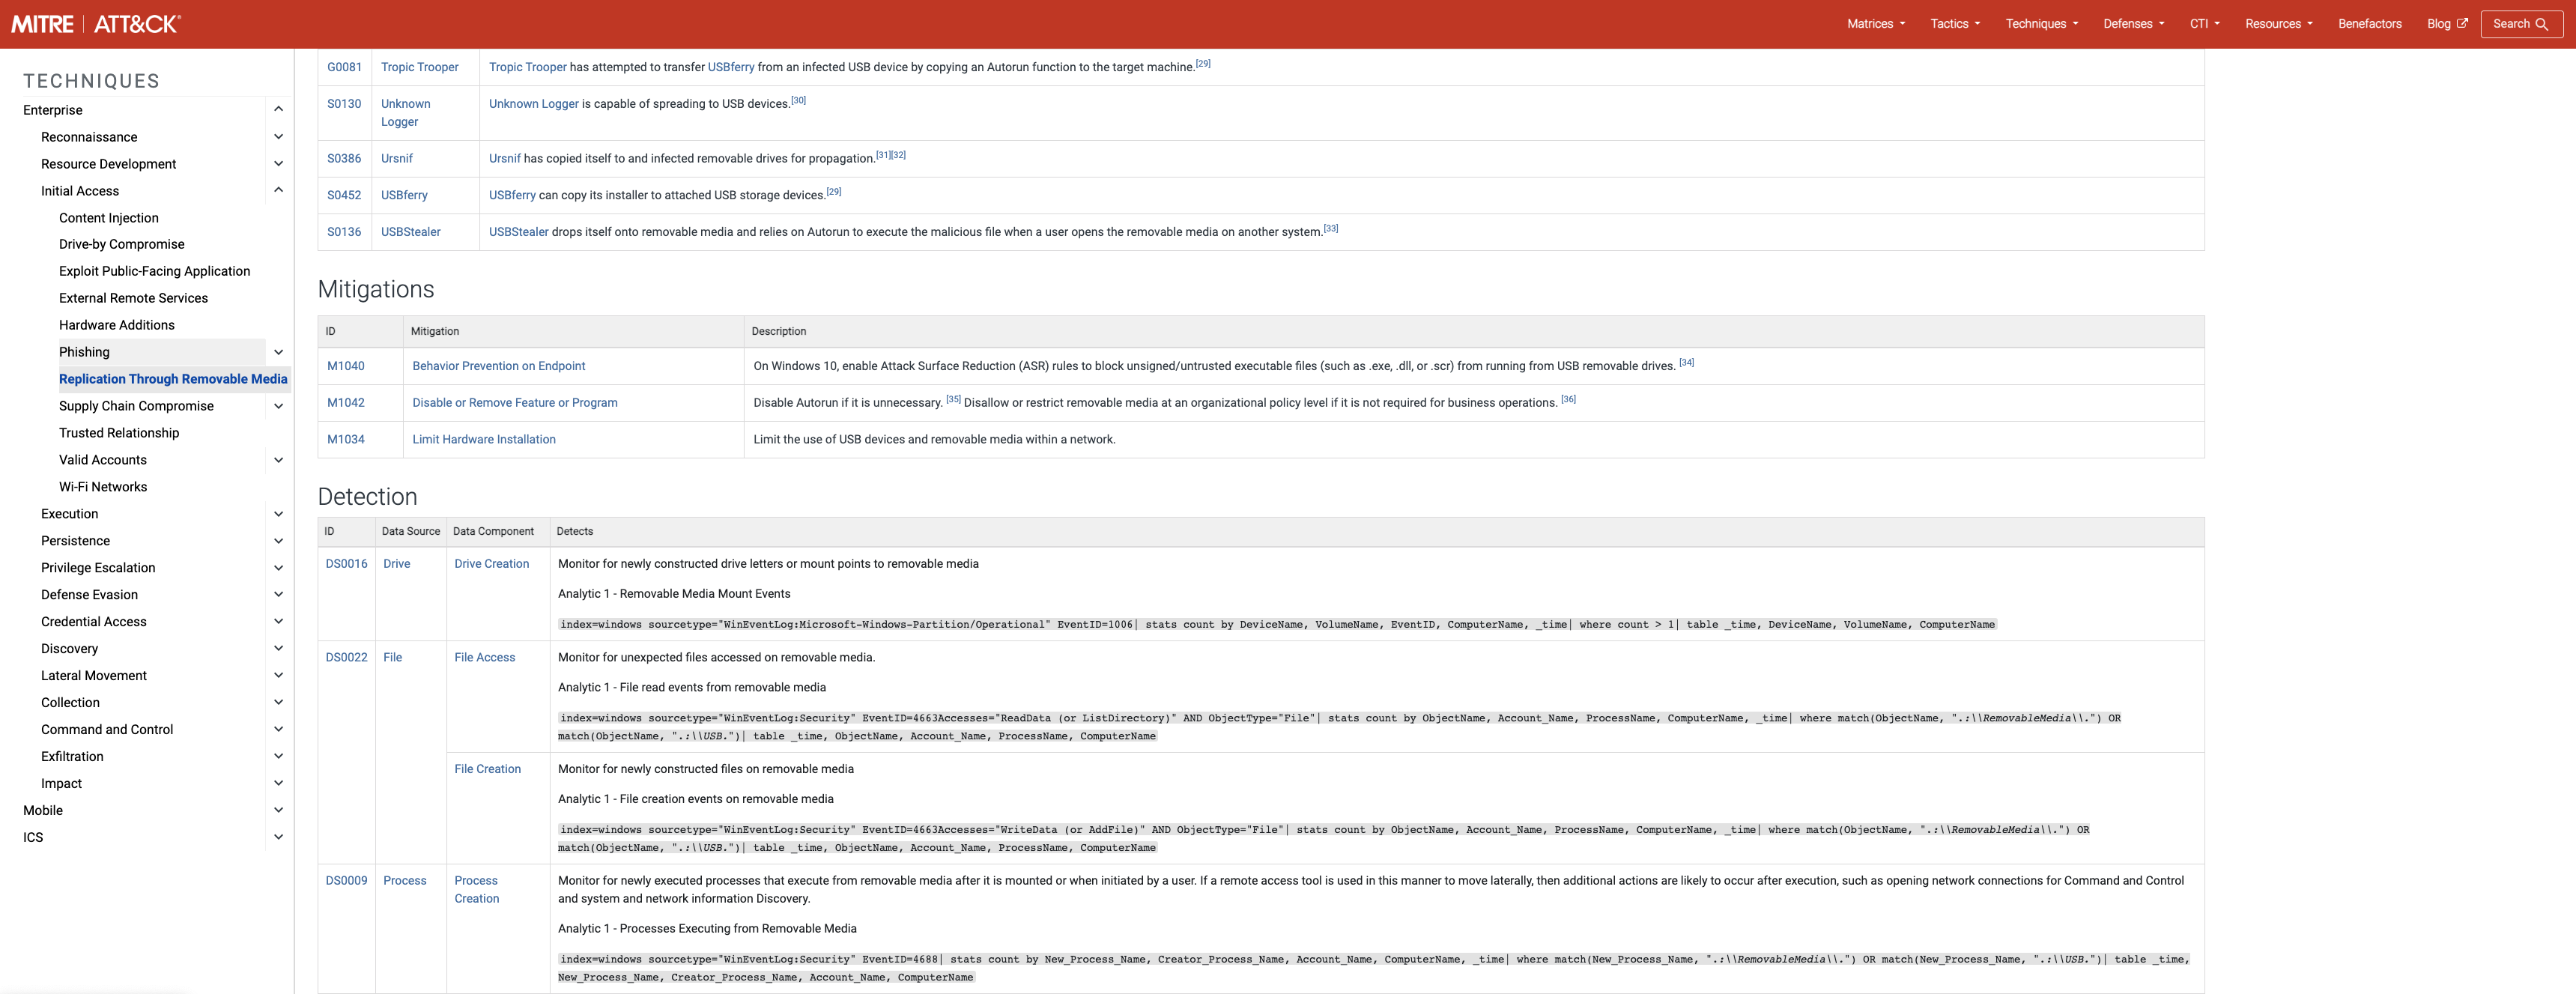 MITRE | ATT&CK®
Matrices
Tactics
Techniques
Defenses
CTI
Resources
Benefactors
Blog
Search
TECHNIQUES
Enterprise
Reconnaissance
Resource Development
Initial Access
Content Injection
Drive-by Compromise
Exploit Public-Facing Application
External Remote Services
Hardware Additions
Phishing
Replication Through Removable Media
Supply Chain Compromise
Trusted Relationship
Valid Accounts
Wi-Fi Networks
Execution
Persistence
Privilege Escalation
Defense Evasion
Credential Access
Discovery
Lateral Movement
Collection
Command and Control
Exfiltration
Impact
Mobile
ICS
G0081 Tropic Trooper Tropic Trooper has attempted to transfer USBferry from an infected USB device by copying an Autorun function to the target machine.[29]
S0130 Unknown Unknown Logger is capable of spreading to USB devices.[30]
Logger
S0386 Ursnif Ursnif has copied itself to and infected removable drives for propagation.[31][32]
S0452 USBferry USBferry can copy its installer to attached USB storage devices.[29]
S0136 USBStealer USBStealer drops itself onto removable media and relies on Autorun to execute the malicious file when a user opens the removable media on another system.[33]
Mitigations
ID Mitigation Description
M1040 Behavior Prevention on Endpoint On Windows 10, enable Attack Surface Reduction (ASR) rules to block unsigned/untrusted executable files (such as .exe, .dll, or .scr) from running from USB removable drives. [34]
M1042 Disable or Remove Feature or Program Disable Autorun if it is unnecessary. [35] Disallow or restrict removable media at an organizational policy level if it is not required for business operations. [36]
M1034 Limit Hardware Installation Limit the use of USB devices and removable media within a network.
Detection
ID Data Source Data Component Detects
DS0016 Drive Drive Creation Monitor for newly constructed drive letters or mount points to removable media
Analytic 1 - Removable Media Mount Events
index=windows sourcetype="WinEventLog:Microsoft-Windows-Partition/Operational" EventID=1006| stats count by DeviceName, VolumeName, EventID, ComputerName, _time| where count > 1| table _time, DeviceName, VolumeName, ComputerName
DS0022 File File Access Monitor for unexpected files accessed on removable media.
Analytic 1 - File read events from removable media
index=windows sourcetype="WinEventLog:Security" EventID=4663Accesses="ReadData (or ListDirectory)" AND ObjectType="File"| stats count by ObjectName, Account_Name, ProcessName, ComputerName, _time| where match(ObjectName, ".:\\RemovableMedia\\.") OR
match(ObjectName, ".:\\USB.")| table _time, ObjectName, Account_Name, ProcessName, ComputerName
File Creation Monitor for newly constructed files on removable media
Analytic 1 - File creation events on removable media
index=windows sourcetype="WinEventLog:Security" EventID=4663Accesses="WriteData (or AddFile)" AND ObjectType="File"| stats count by ObjectName, Account_Name, ProcessName, ComputerName, _time| where match(ObjectName, ".:\\RemovableMedia\\.") OR
match(ObjectName, ".:\\USB.")| table _time, ObjectName, Account_Name, ProcessName, ComputerName
DS0009 Process Process Monitor for newly executed processes that execute from removable media after it is mounted or when initiated by a user. If a remote access tool is used in this manner to move laterally, then additional actions are likely to occur after execution, such as opening network connections for Command and Control
Creation and system and network information Discovery.
Analytic 1 - Processes Executing from Removable Media
index=windows sourcetype="WinEventLog:Security" EventID=4688| stats count by New_Process_Name, Creator_Process_Name, Account_Name, ComputerName, _time| where match(New_Process_Name, ".:\\RemovableMedia\\.") OR match(New_Process_Name, ".:\\USB.")| table _time,
New_Process_Name, Creator_Process_Name, Account_Name, ComputerName